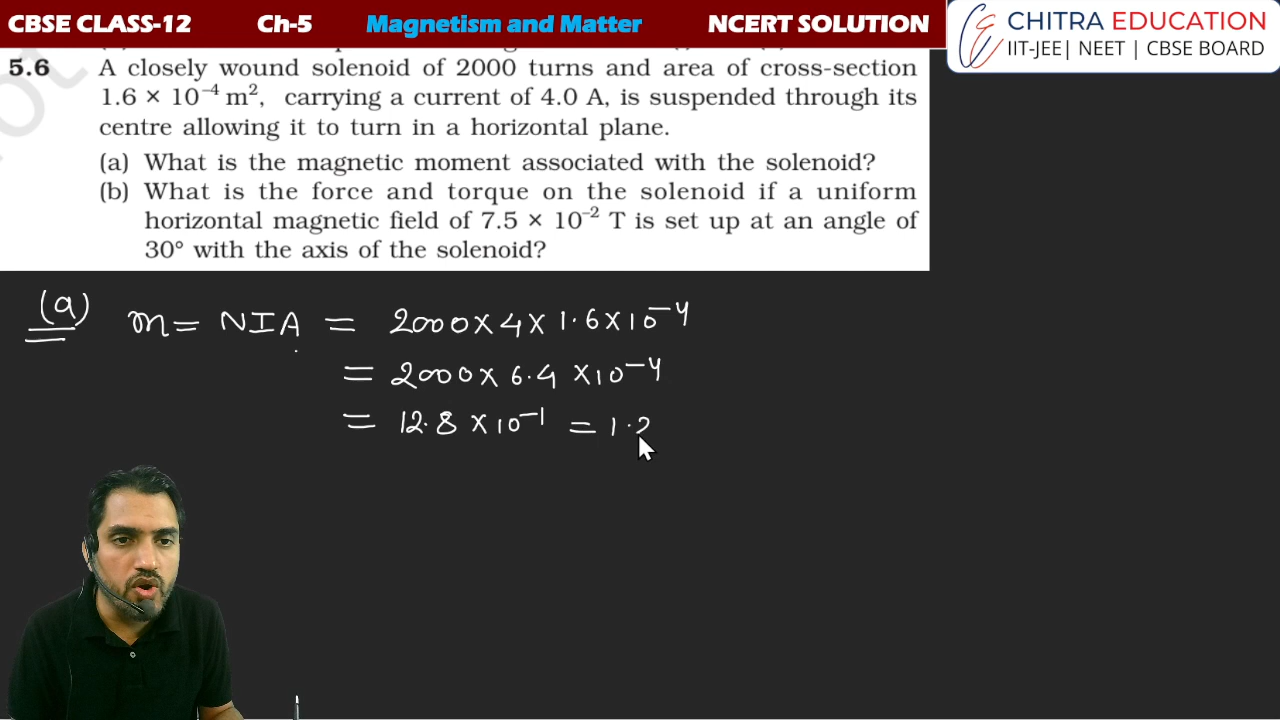 CBSE CLASS-12 Ch-5 Magnetism and Matter NCERT SOLUTION
CHITRA EDUCATION
IIT-JEE| NEET | CBSE BOARD
5.6 A closely wound solenoid of 2000 turns and area of cross-section
1.6 × 10⁻⁴ m², carrying a current of 4.0 A, is suspended through its
centre allowing it to turn in a horizontal plane.
(a) What is the magnetic moment associated with the solenoid?
(b) What is the force and torque on the solenoid if a uniform
horizontal magnetic field of 7.5 × 10⁻² T is set up at an angle of
30° with the axis of the solenoid?
(a) m = NIA = 2000 × 4 × 1.6 × 10⁻⁴
= 2000 × 6.4 × 10⁻⁴
= 12.8 × 10⁻¹ = 1.2